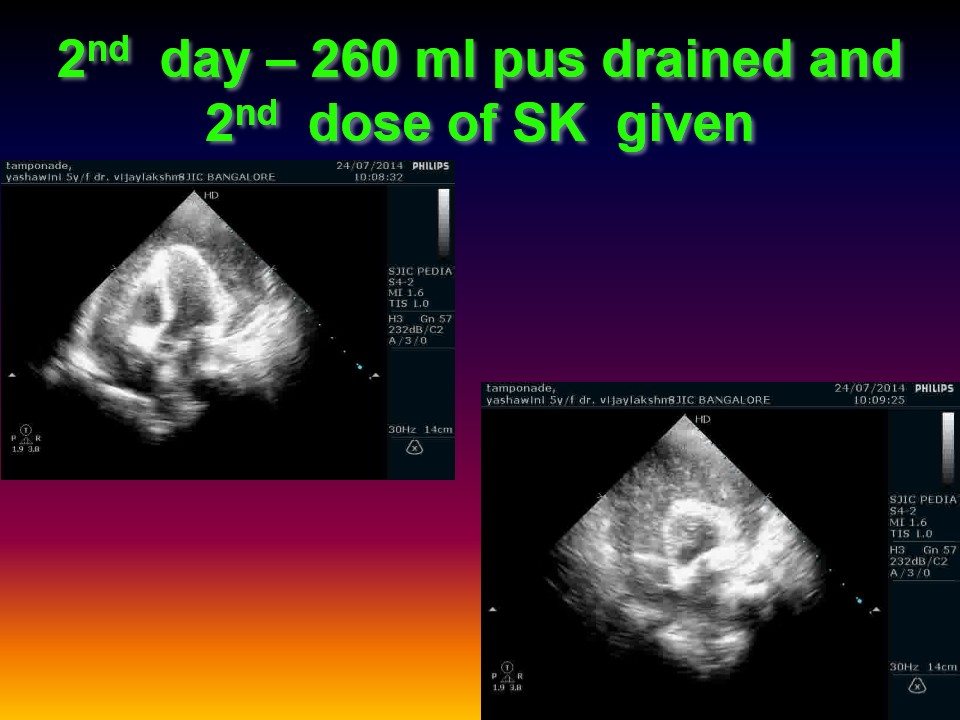 2nd day – 260 ml pus drained and
2nd dose of SK given
tamponade, 24/07/2014 PHILIPS
yashawini 5y/f dr. vijaylakshm SJIC BANGALORE 10:08:32
HD
SJIC PEDIA
S4-2
MI 1.6
TIS 1.0
H3 Gn 57
232dB/C2
A/3/0
30Hz 14cm
T
P R
1.9 3.8
X
tamponade, 24/07/2014 PHILIPS
yashawini 5y/f dr. vijaylakshm SJIC BANGALORE 10:09:25
HD
SJIC PEDIA
S4-2
MI 1.6
TIS 1.0
H3 Gn 57
232dB/C2
A/3/0
30Hz 14cm
T
P R
1.9 3.8
X